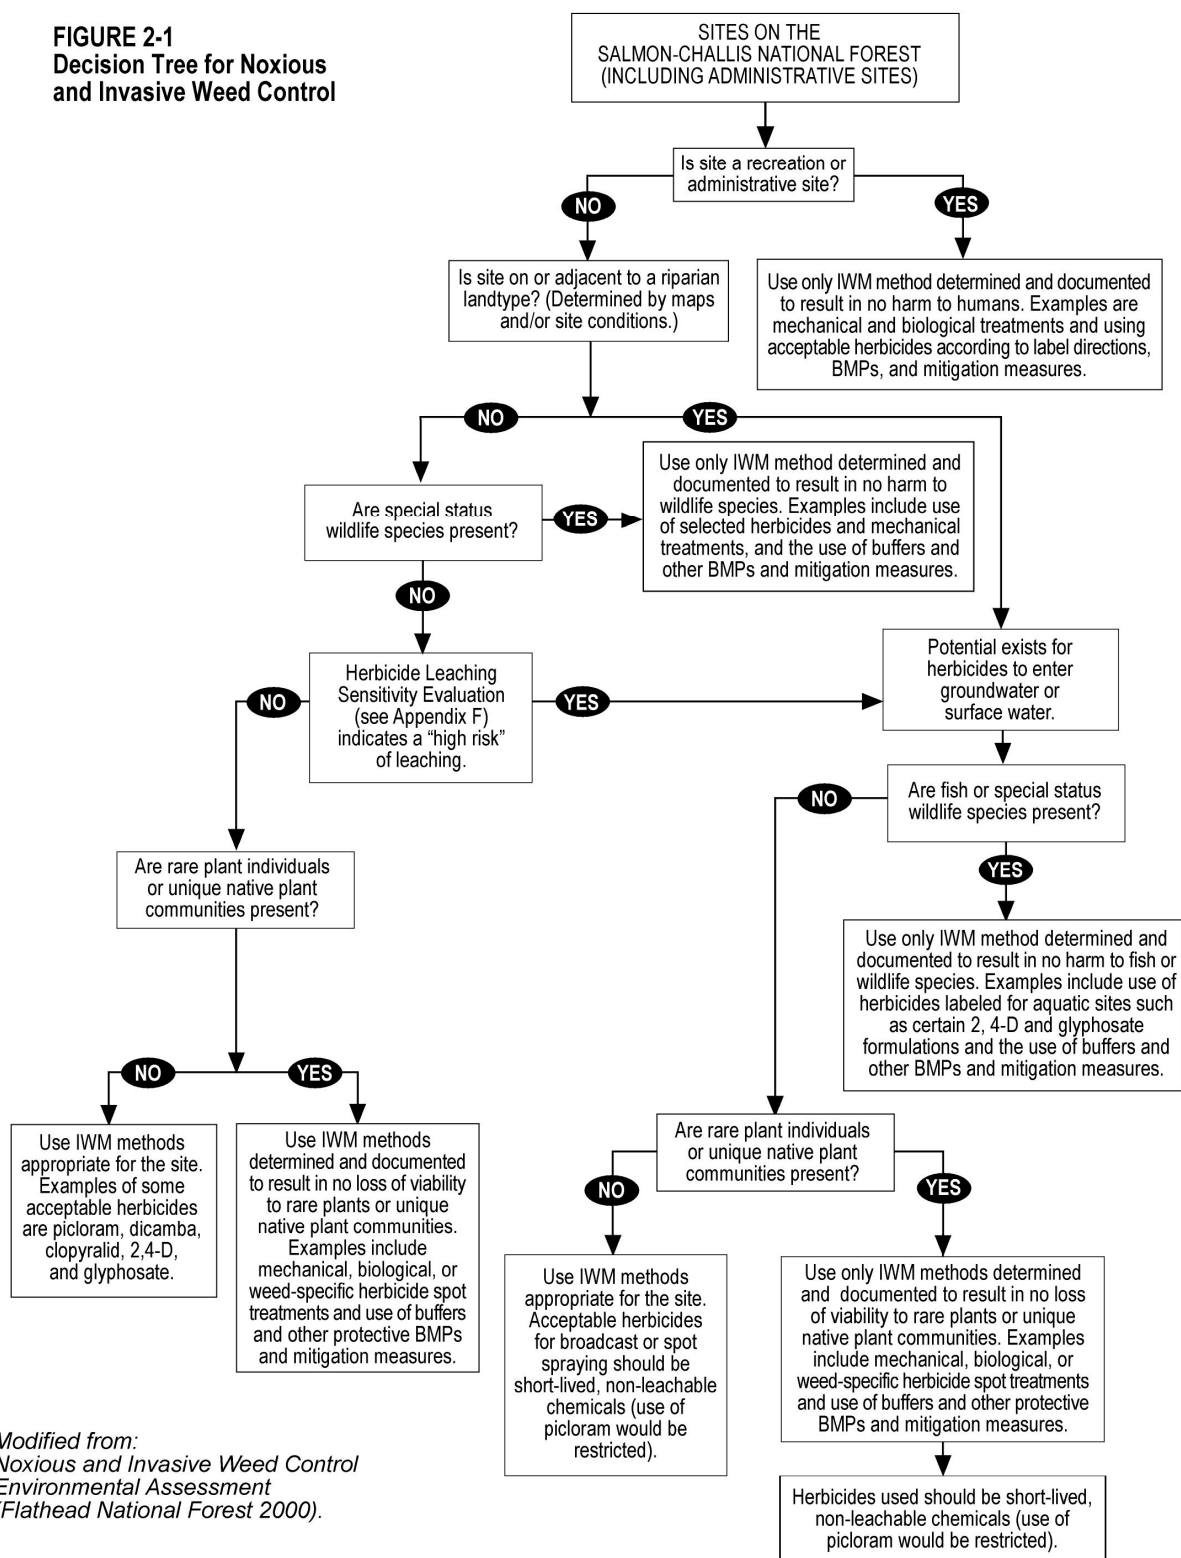 FIGURE 2-1
Decision Tree for Noxious
and Invasive Weed Control
SITES ON THE
SALMON-CHALLIS NATIONAL FOREST
(INCLUDING ADMINISTRATIVE SITES)
Is site a recreation or
administrative site?
NO
YES
Is site on or adjacent to a riparian
landtype? (Determined by maps
and/or site conditions.)
Use only IWM method determined and documented
to result in no harm to humans. Examples are
mechanical and biological treatments and using
acceptable herbicides according to label directions,
BMPs, and mitigation measures.
NO
YES
Are special status
wildlife species present?
YES
Use only IWM method determined and
documented to result in no harm to
wildlife species. Examples include use
of selected herbicides and mechanical
treatments, and the use of buffers and
other BMPs and mitigation measures.
NO
Herbicide Leaching
Sensitivity Evaluation
(see Appendix F)
indicates a “high risk”
of leaching.
NO
YES
Potential exists for
herbicides to enter
groundwater or
surface water.
Are fish or special status
wildlife species present?
NO
YES
Are rare plant individuals
or unique native plant
communities present?
Use only IWM method determined and
documented to result in no harm to fish or
wildlife species. Examples include use of
herbicides labeled for aquatic sites such
as certain 2, 4-D and glyphosate
formulations and the use of buffers and
other BMPs and mitigation measures.
NO
YES
Use IWM methods
appropriate for the site.
Examples of some
acceptable herbicides
are picloram, dicamba,
clopyralid, 2,4-D,
and glyphosate.
Use IWM methods
determined and documented
to result in no loss of viability
to rare plants or unique
native plant communities.
Examples include
mechanical, biological, or
weed-specific herbicide spot
treatments and use of buffers
and other protective BMPs
and mitigation measures.
Are rare plant individuals
or unique native plant
communities present?
NO
YES
Use IWM methods
appropriate for the site.
Acceptable herbicides
for broadcast or spot
spraying should be
short-lived, non-leachable
chemicals (use of
picloram would be
restricted).
Use only IWM methods determined
and documented to result in no loss
of viability to rare plants or unique
native plant communities. Examples
include mechanical, biological, or
weed-specific herbicide spot treatments
and use of buffers and other protective
BMPs and mitigation measures.
Herbicides used should be short-lived,
non-leachable chemicals (use of
picloram would be restricted).
Modified from:
Noxious and Invasive Weed Control
Environmental Assessment
(Flathead National Forest 2000).